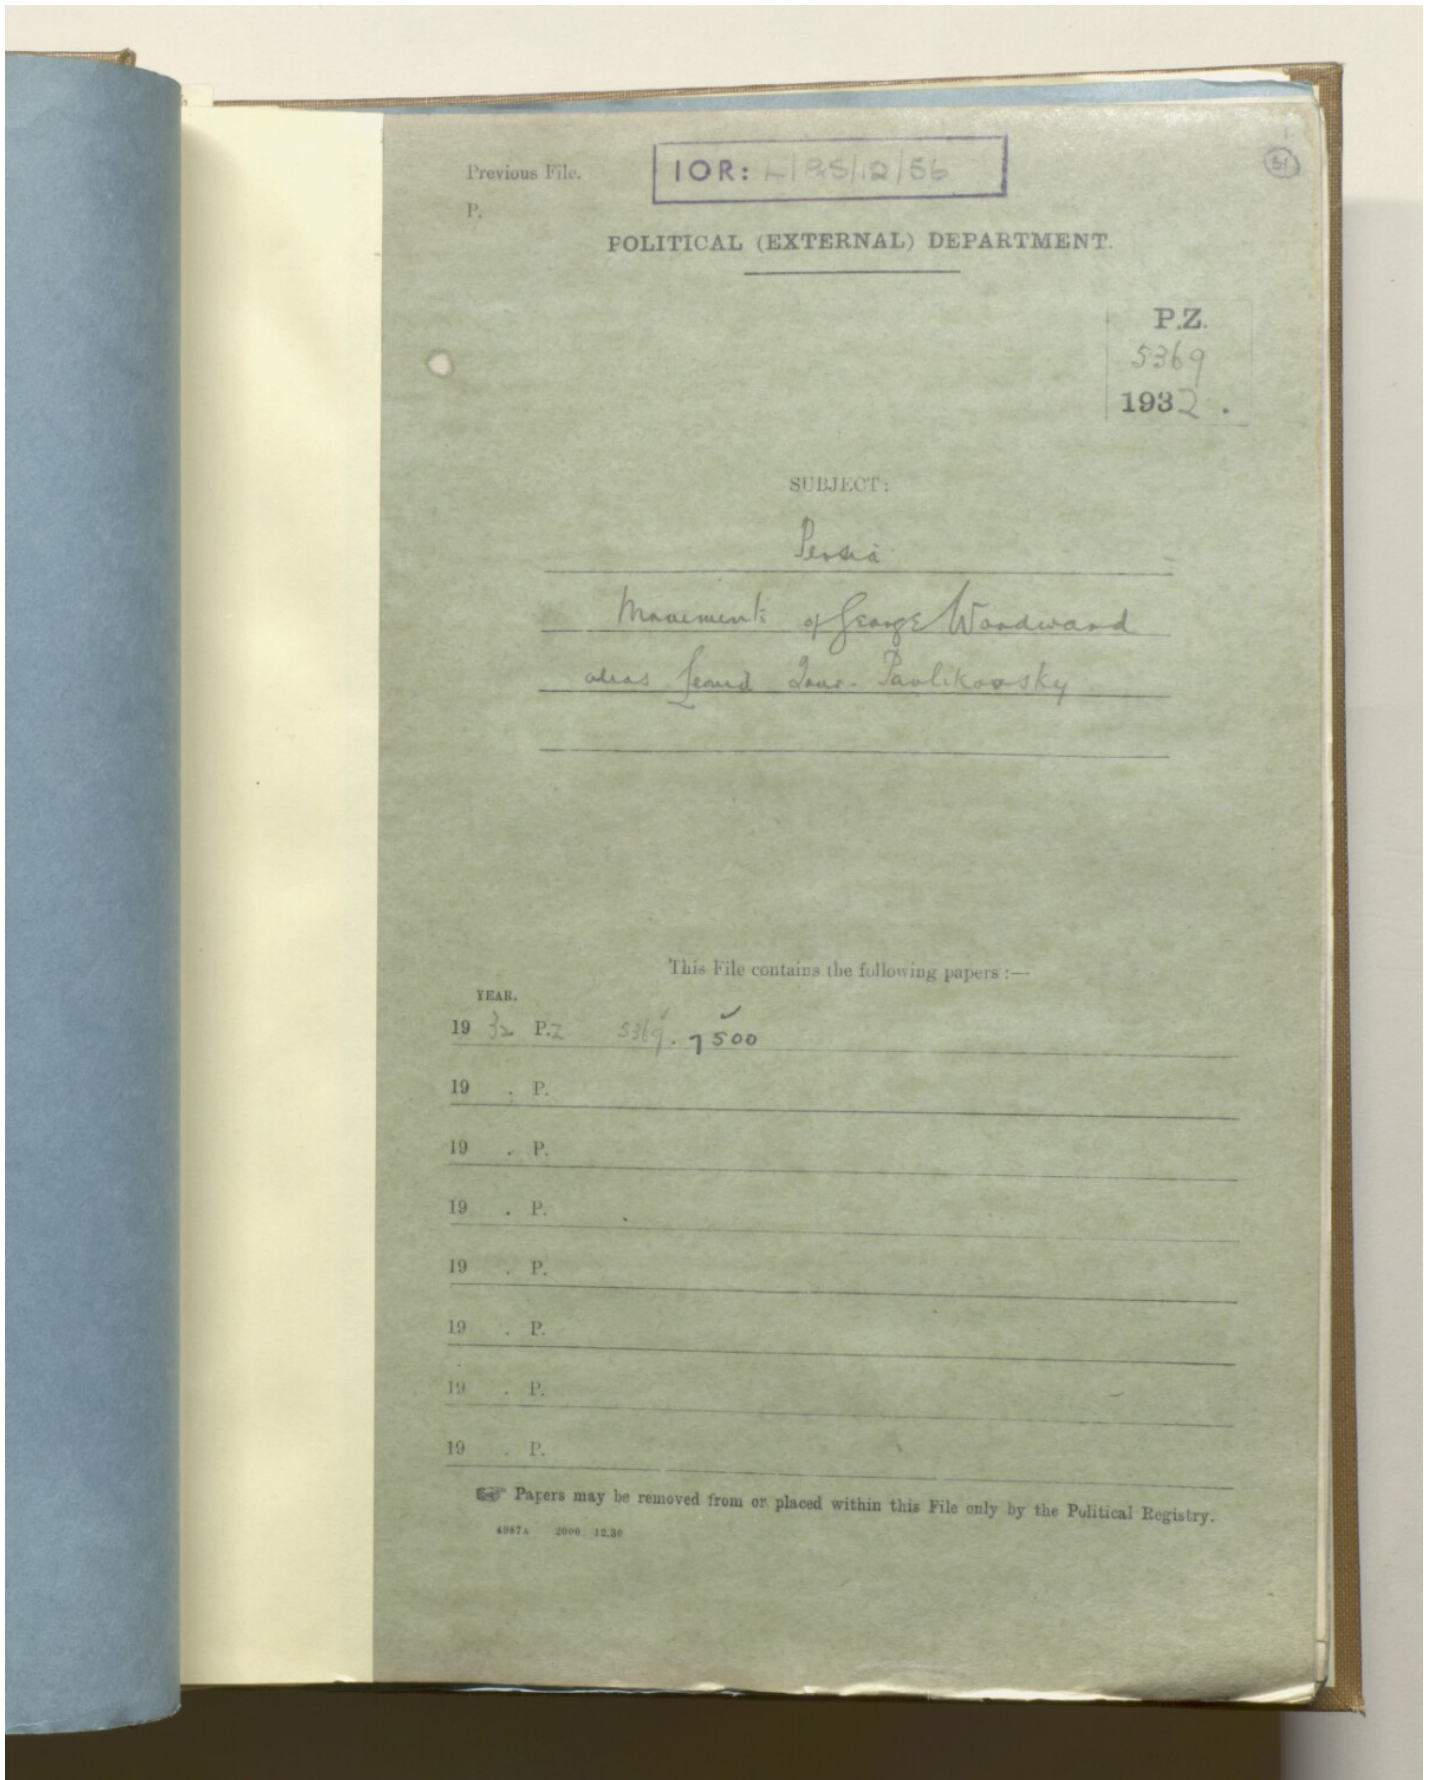 Previous File.
IOR: L/P&S/12/56
51
P.
POLITICAL (EXTERNAL) DEPARTMENT.
P.Z.
5369
1932.
SUBJECT:
Persia
Movements of George Woodward
alias Pavlikovsky
This File contains the following papers :—
YEAR.
19 32. P.Z 5369. 7500
19 . P.
19 . P.
19 . P.
19 . P.
19 . P.
19 . P.
19 . P.
☞ Papers may be removed from or placed within this File only by the Political Registry.
4987A 2000 12.30